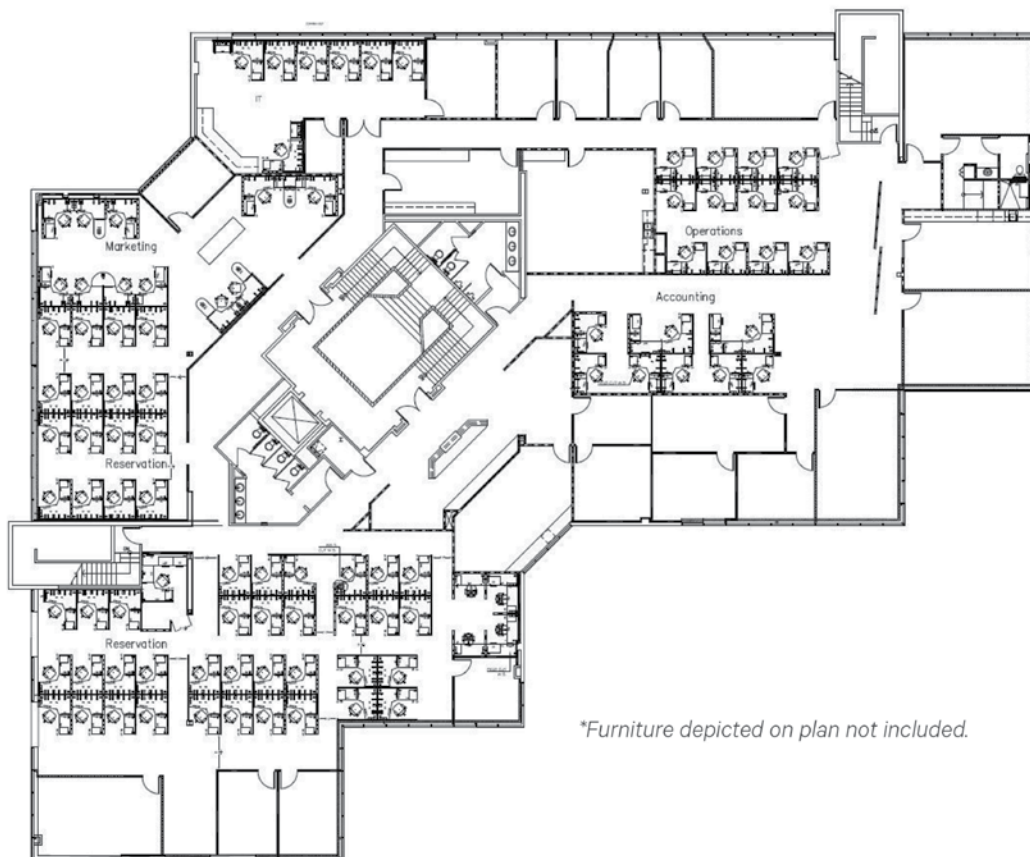 IT
Marketing
Operations
Accounting
Reservation
Reservation
*Furniture depicted on plan not included.